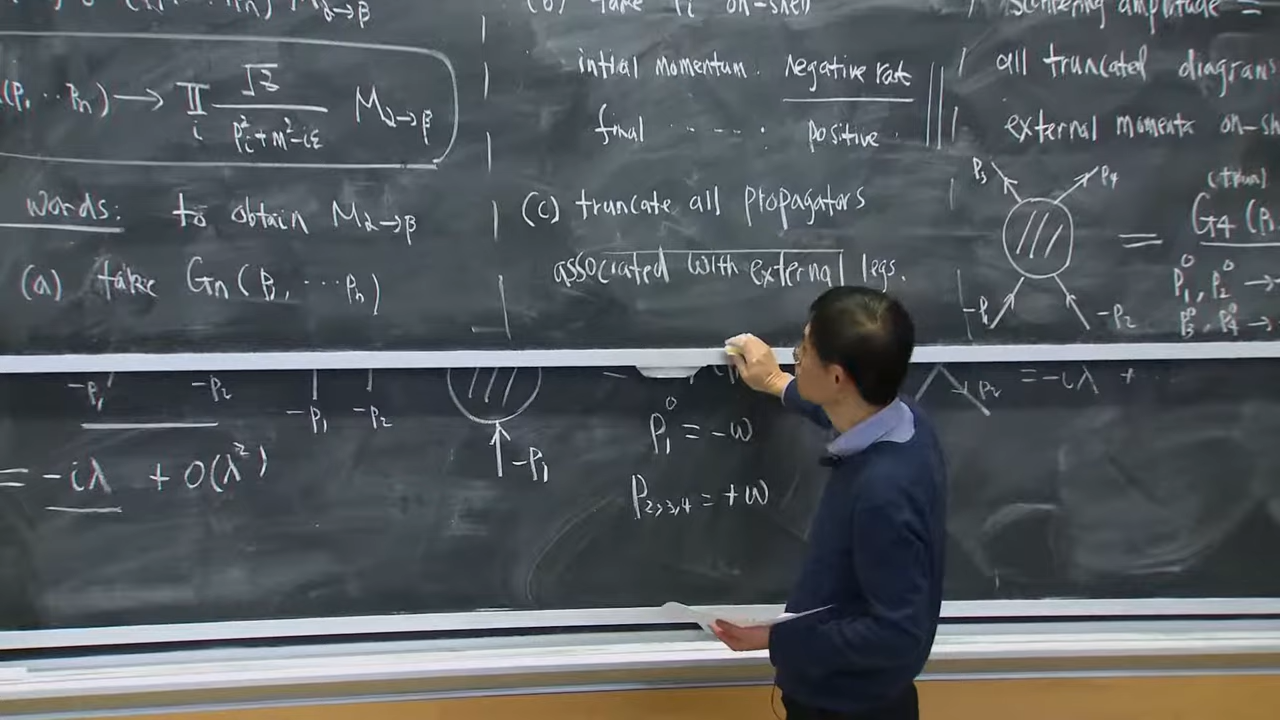 (P₁ ⋯ Pₙ) ⟶ ∏ᵢ √Z / (Pᵢ² + m² − iε) M_{α→β}
words: to obtain M_{α→β}
(a) take Gₙ(P₁ ⋯ Pₙ)
take Pᵢ on-shell
initial momentum : negative rate
final ⋯⋯ : positive
(c) truncate all propagators
associated with external legs.
scattering amplitude =
all truncated diagrams
external momenta on-sh
P₃ P₄
−P₁ −P₂
=
(trun)
G₄(P₁
P₁⁰, P₂⁰ →
P₃⁰, P₄⁰ →
−P₁ −P₂
−P₁ −P₂
= −iλ + O(λ²)
−P₁
P₁⁰ = −ω
P₂,₃,₄ = +ω
P₂ = −iλ + ⋯